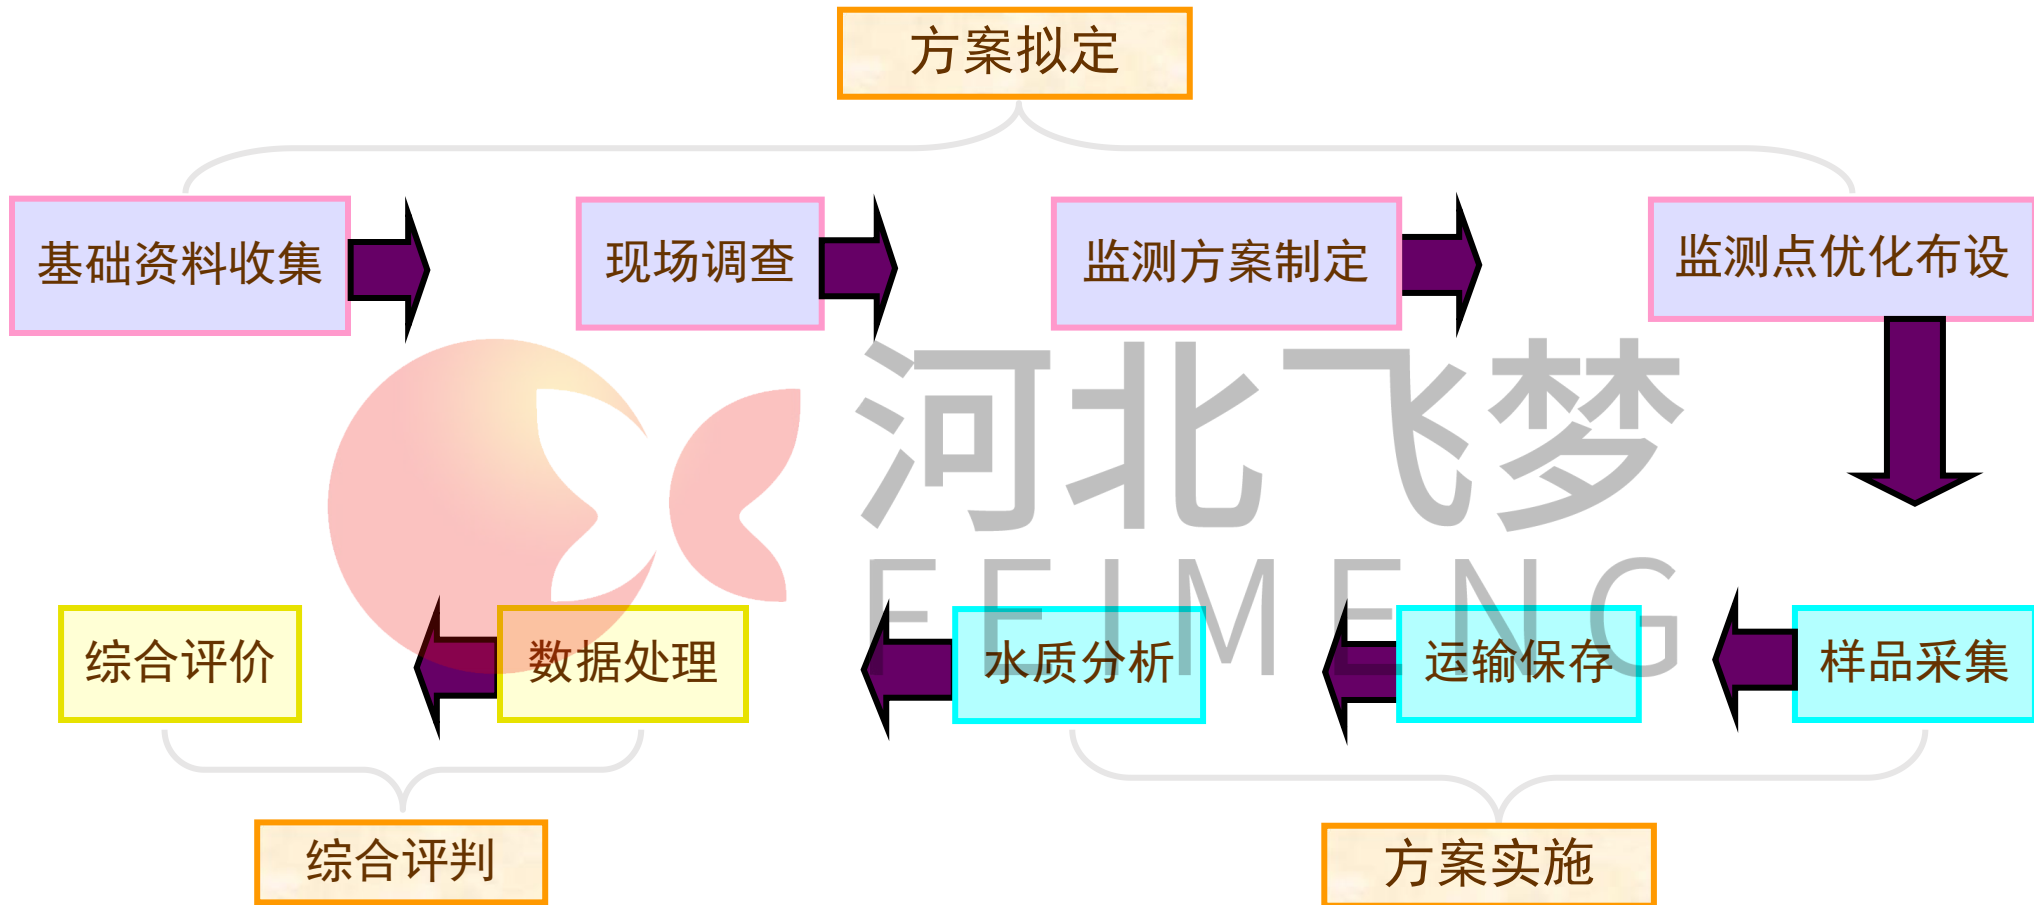 方案拟定
基础资料收集
现场调查
监测方案制定
监测点优化布设
河北飞梦
FEIMENG
综合评价
数据处理
水质分析
运输保存
样品采集
综合评判
方案实施